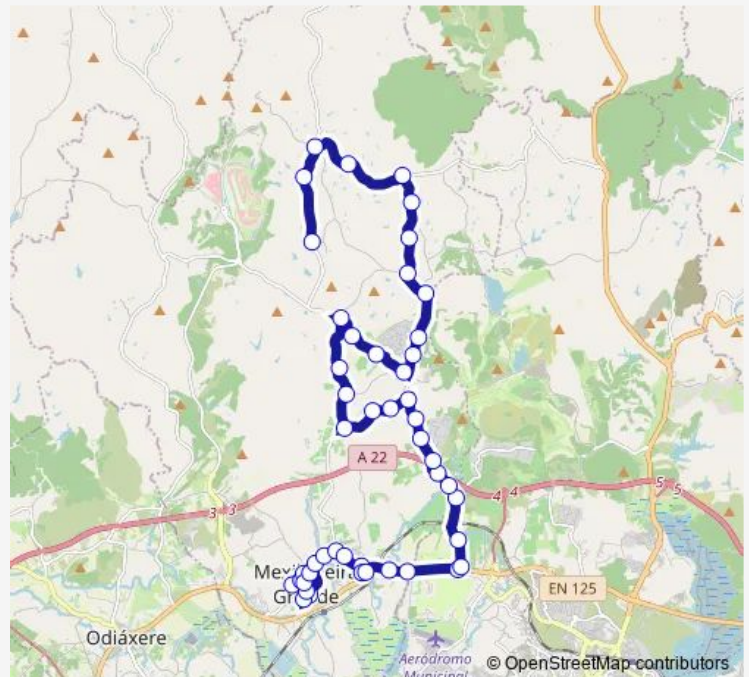 A 22
3 3
4 4
5 5
Mexilhoeira
Grande
EN 125
Odiáxere
Aeródromo
Municipal
© OpenStreetMap contributors